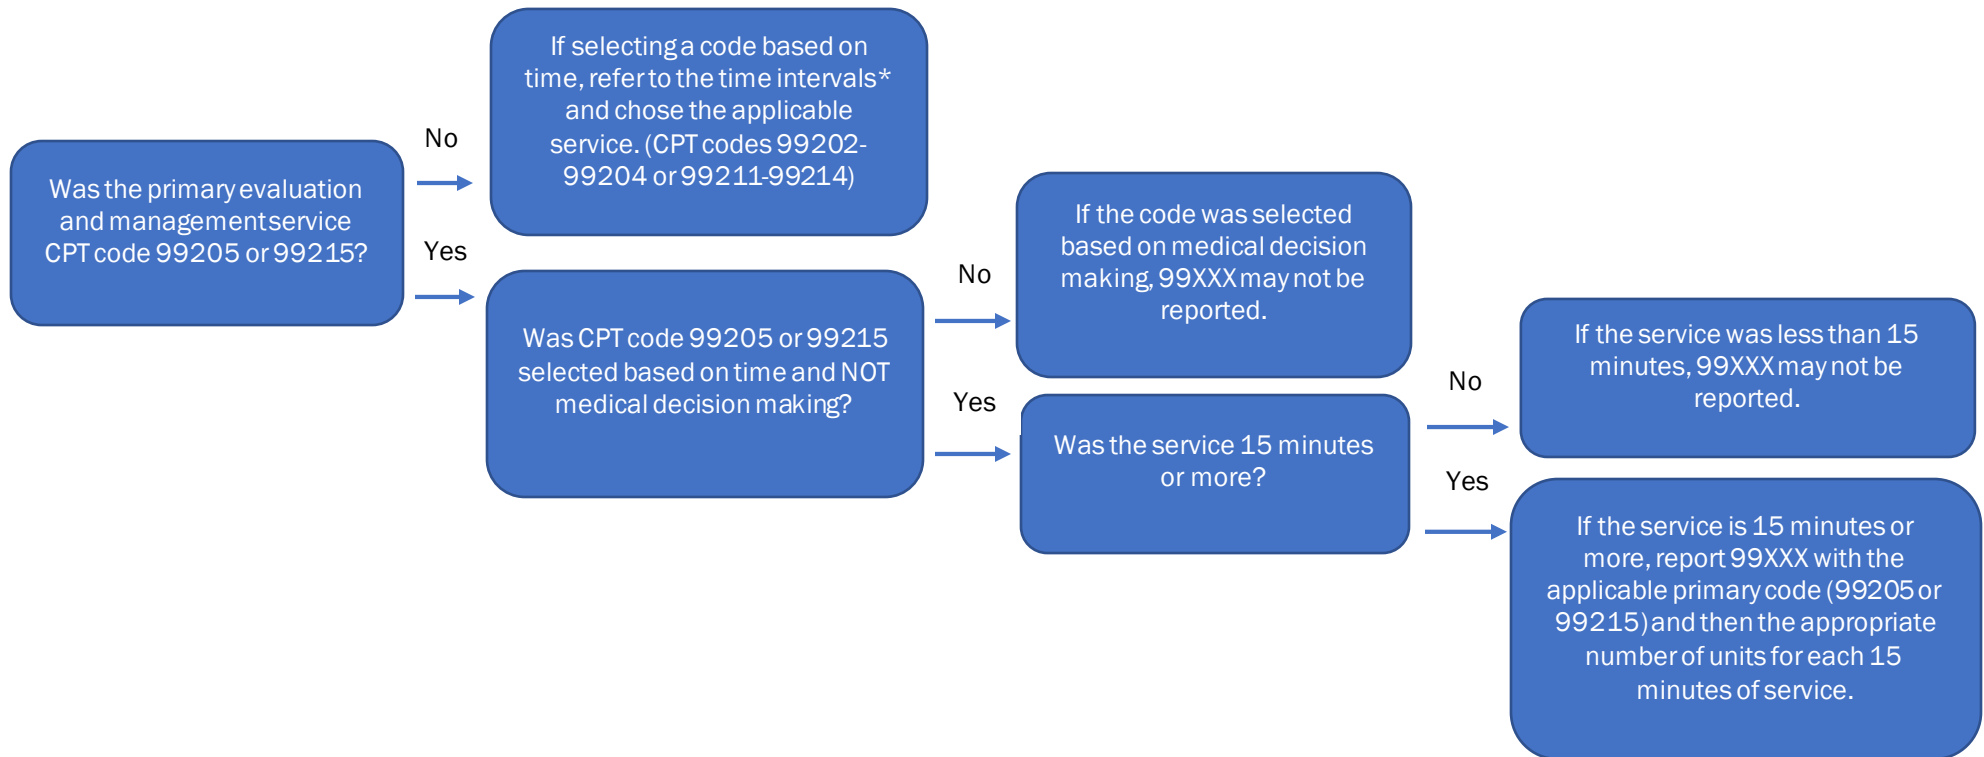 Was the primary evaluation
and management service
CPT code 99205 or 99215?
No
Yes
If selecting a code based on
time, refer to the time intervals*
and chose the applicable
service. (CPT codes 99202-
99204 or 99211-99214)
Was CPT code 99205 or 99215
selected based on time and NOT
medical decision making?
No
Yes
If the code was selected
based on medical decision
making, 99XXX may not be
reported.
Was the service 15 minutes
or more?
No
Yes
If the service was less than 15
minutes, 99XXX may not be
reported.
If the service is 15 minutes or
more, report 99XXX with the
applicable primary code (99205 or
99215) and then the appropriate
number of units for each 15
minutes of service.